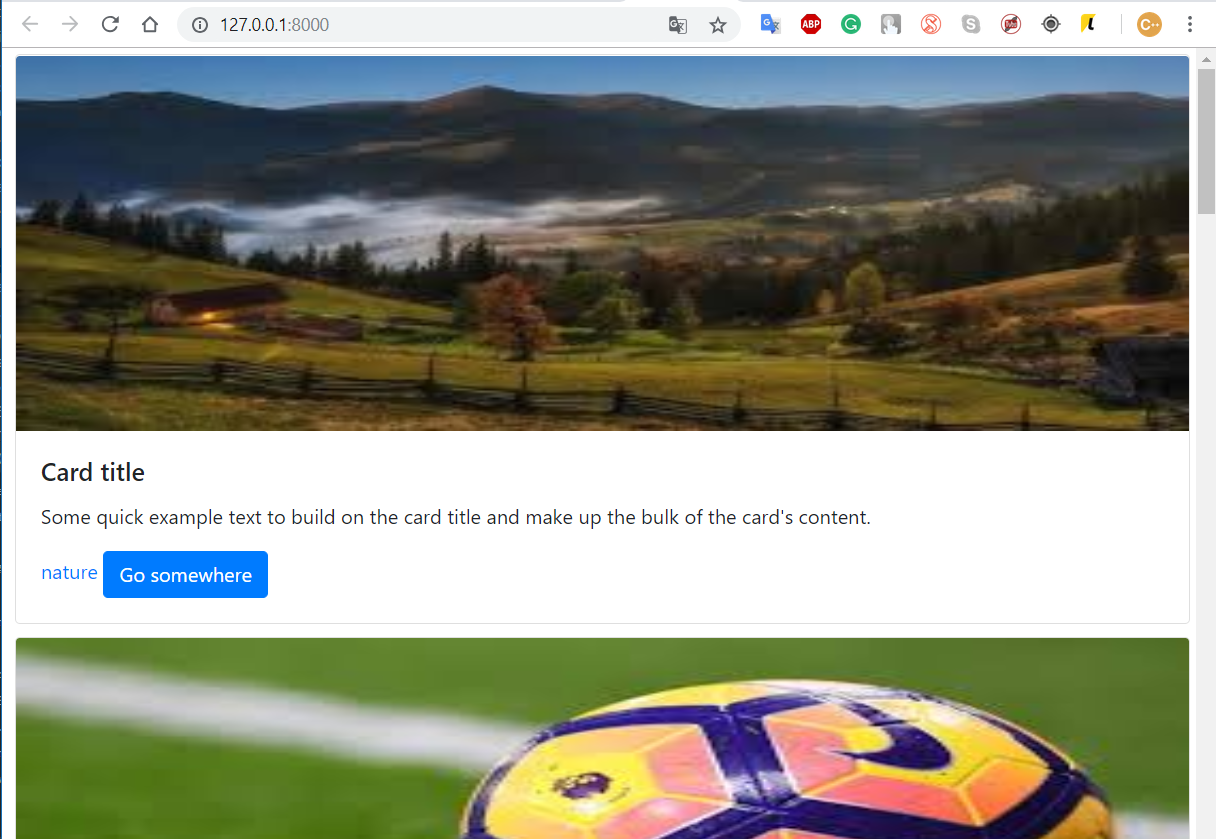 127.0.0.1:8000
ABP
C++
Card title
Some quick example text to build on the card title and make up the bulk of the card's content.
nature Go somewhere